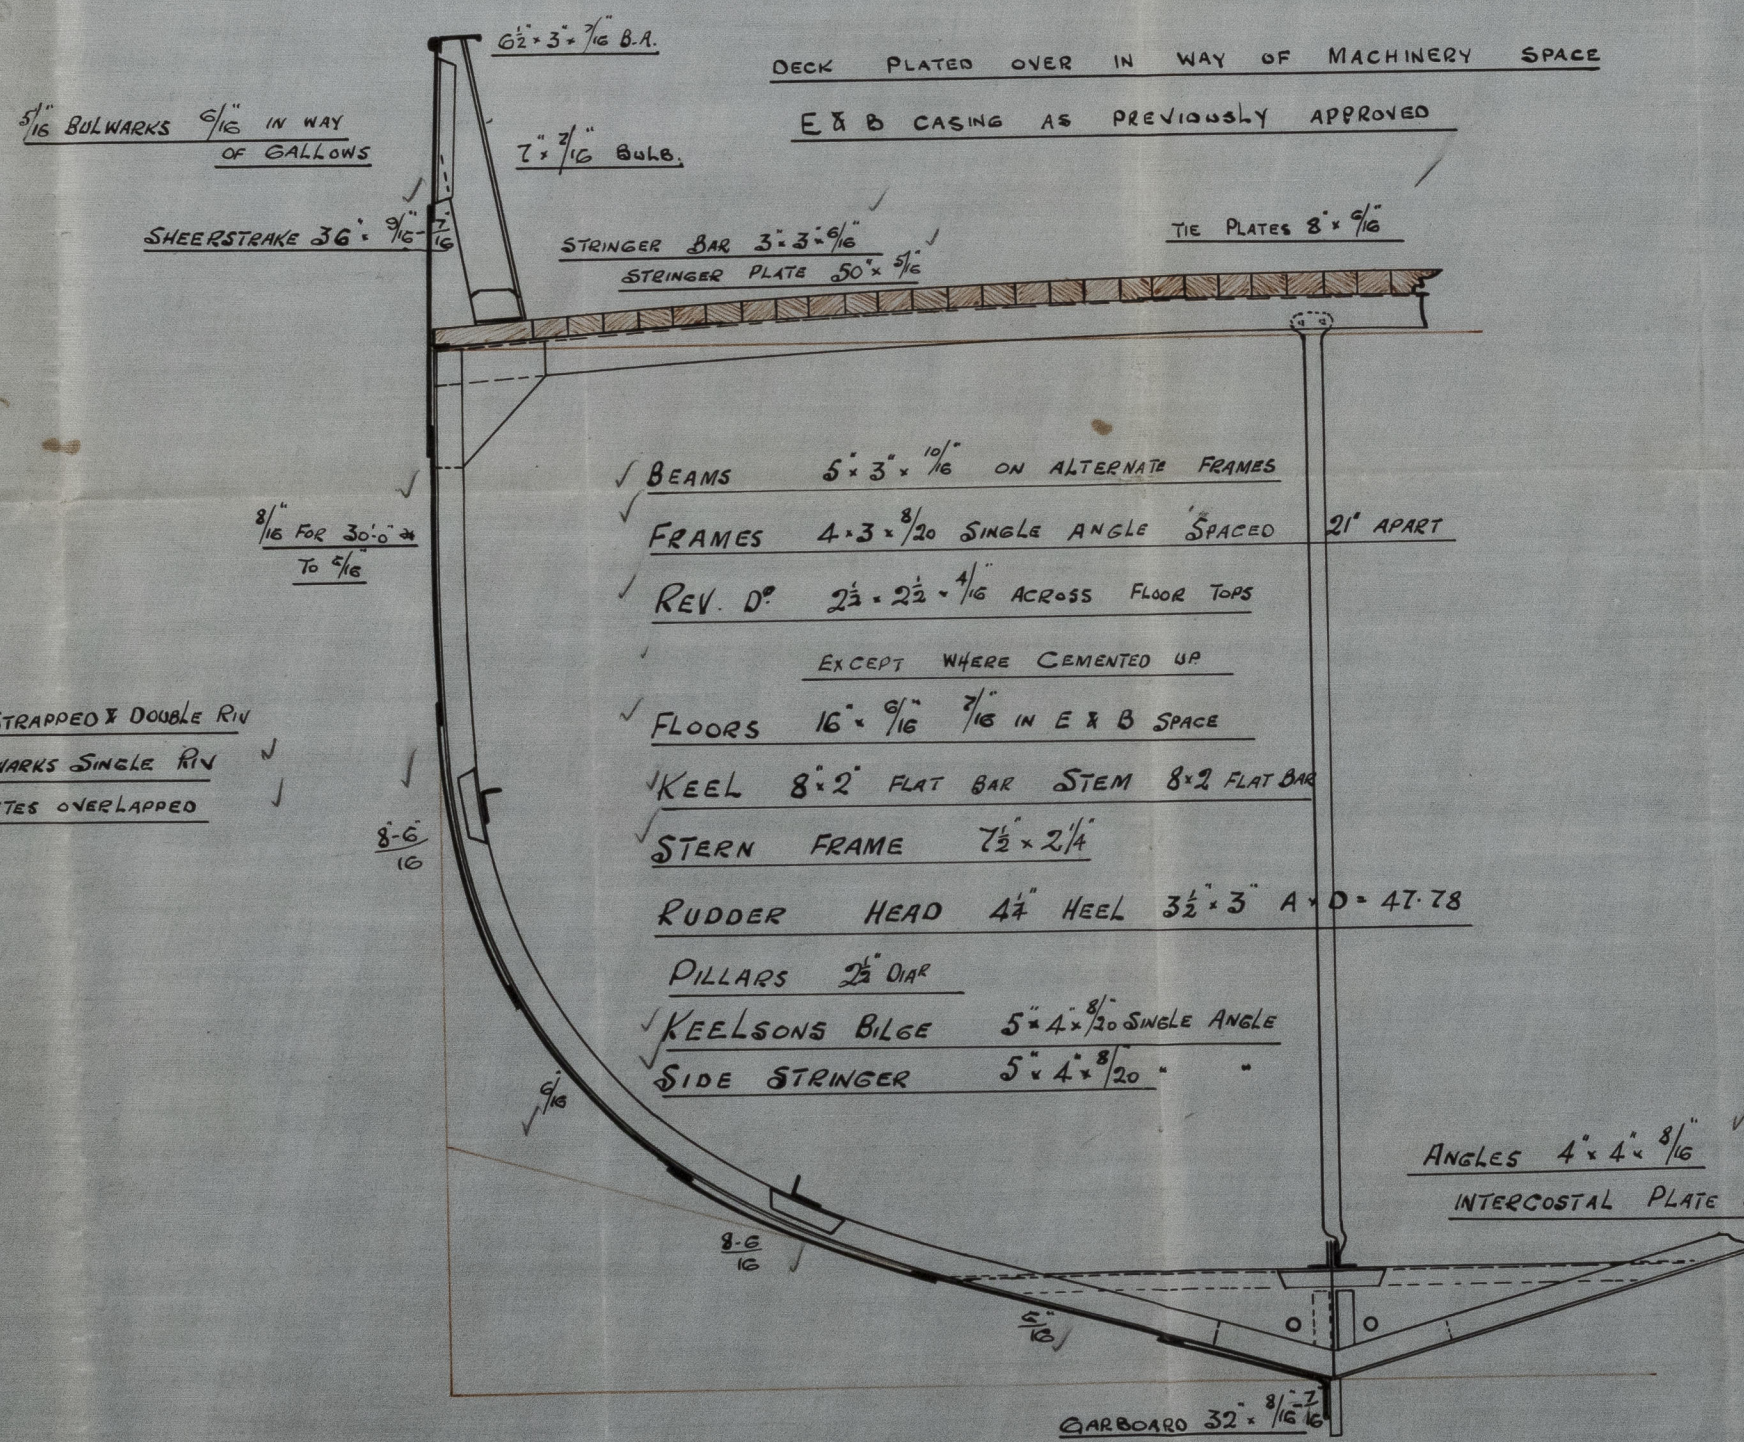 6½" × 3" × 7/16" B.A.
DECK PLATED OVER IN WAY OF MACHINERY SPACE
E & B CASING AS PREVIOUSLY APPROVED
5/16" BULWARKS 6/16" IN WAY
OF GALLOWS
7" × 7/16" BULB.
SHEERSTRAKE 36" × 9/16"-7/16
STRINGER BAR 3" × 3" × 6/16"
STRINGER PLATE 50" × 5/16"
TIE PLATES 8" × 6/16"
BEAMS 5" × 3" × 10/16" ON ALTERNATE FRAMES
FRAMES 4 × 3 × 8/20 SINGLE ANGLE SPACED 21" APART
8/16" FOR 30'-0"
TO 6/16"
REV. Dº 2½ × 2½ × 4/16" ACROSS FLOOR TOPS
EXCEPT WHERE CEMENTED UP
FLOORS 16" × 6/16" 7/16" IN E & B SPACE
TRAPPED & DOUBLE RIV
WARKS SINGLE RIV
TES OVERLAPPED
KEEL 8" × 2" FLAT BAR STEM 8 × 2 FLAT BAR
STERN FRAME 7½" × 2¼"
8-6/16
RUDDER HEAD 4¼" HEEL 3½" × 3" A × D = 47.78
PILLARS 2½" DIAR
KEELSONS BILGE 5" × 4" × 8/20" SINGLE ANGLE
SIDE STRINGER 5" × 4" × 8/20 " "
6/16"
ANGLES 4" × 4" × 8/16"
INTERCOSTAL PLATE
8-6/16
6/16"
GARBOARD 32" × 8/16"-7/16"